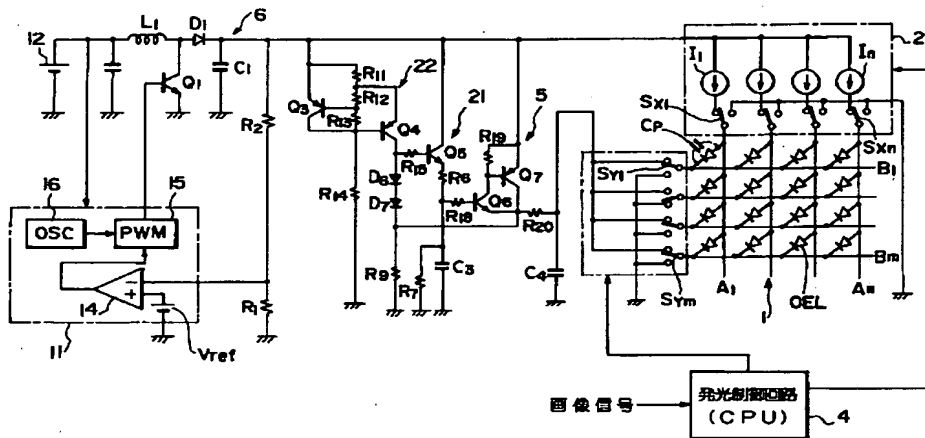 L1
D1
6
12
C1
Q1
R2
R11
22
R12
Q3
R13
21
Q4
Q5
R15
R6
D6
D7
R14
R9
R7
C3
5
R19
Q7
Q6
R18
R20
C4
2
I1
In
SX1
SXn
CP
SY1
B1
Bm
SYm
A1
1
OEL
16
15
OSC
PWM
14
R1
11
Vref
画像信号
発光制御回路
(CPU)
4